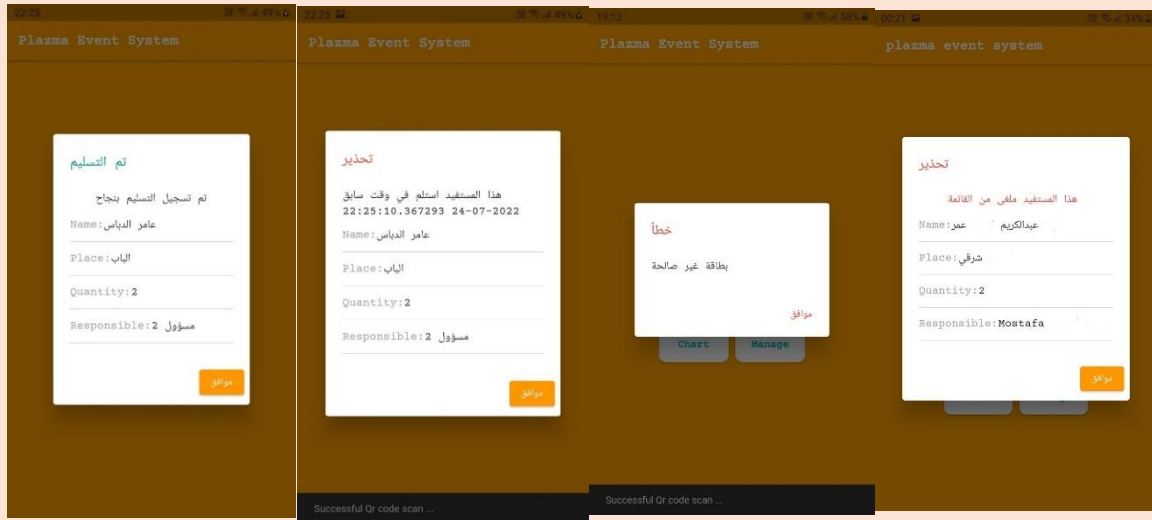 22:25
49%
Plazma Event System
تم التسليم
تم تسجيل التسليم بنجاح
Name:عامر الدباس
Place:الباب
Quantity:2
Responsible:مسؤول 2
موافق
22:25
49%
Plazma Event System
تحذير
هذا المستفيد استلم في وقت سابق
22:25:10.367293 24-07-2022
Name:عامر الدباس
Place:الباب
Quantity:2
Responsible:مسؤول 2
موافق
Successful Qr code scan ...
19:12
58%
Plazma Event System
خطأ
بطاقة غير صالحة
موافق
Chart
Manage
Successful Qr code scan ...
00:21
34%
plazma event system
تحذير
هذا المستفيد ملغى من القائمة
Name:عمر عبدالكريم
Place:شرقي
Quantity:2
Responsible:Mostafa
موافق